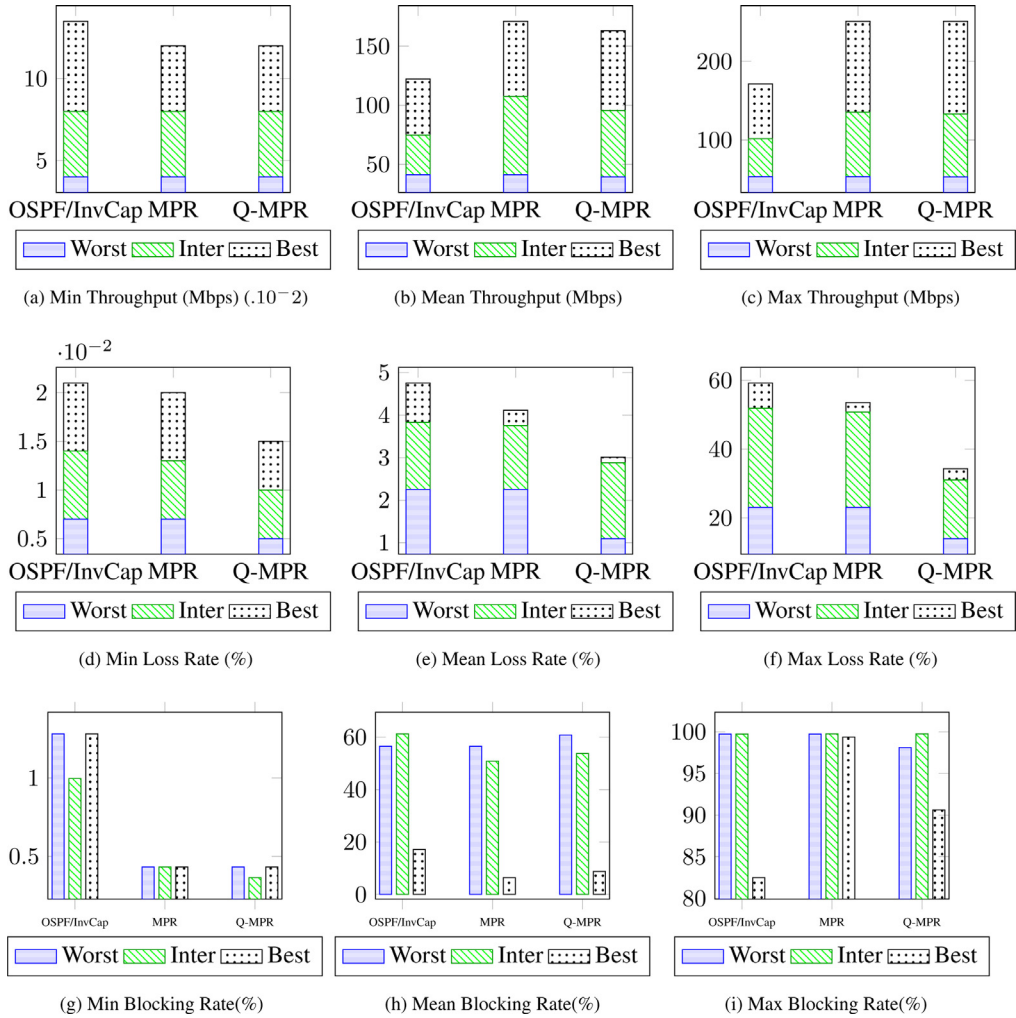 10
5
OSPF/InvCap MPR Q-MPR
Worst Inter Best
(a) Min Throughput (Mbps) (.10−2)
150
100
50
OSPF/InvCap MPR Q-MPR
Worst Inter Best
(b) Mean Throughput (Mbps)
200
100
OSPF/InvCap MPR Q-MPR
Worst Inter Best
(c) Max Throughput (Mbps)
·10−2
2
1.5
1
0.5
OSPF/InvCap MPR Q-MPR
Worst Inter Best
(d) Min Loss Rate (%)
5
4
3
2
1
OSPF/InvCap MPR Q-MPR
Worst Inter Best
(e) Mean Loss Rate (%)
60
40
20
OSPF/InvCap MPR Q-MPR
Worst Inter Best
(f) Max Loss Rate (%)
1
0.5
OSPF/InvCap MPR Q-MPR
Worst Inter Best
(g) Min Blocking Rate(%)
60
40
20
0
OSPF/InvCap MPR Q-MPR
Worst Inter Best
(h) Mean Blocking Rate(%)
100
95
90
85
80
OSPF/InvCap MPR Q-MPR
Worst Inter Best
(i) Max Blocking Rate(%)